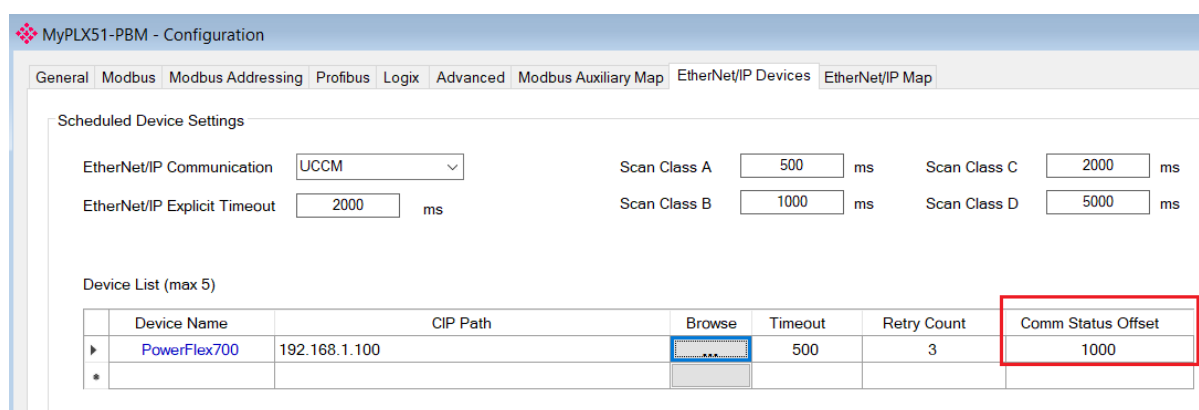 MyPLX51-PBM - Configuration
General Modbus Modbus Addressing Profibus Logix Advanced Modbus Auxiliary Map EtherNet/IP Devices EtherNet/IP Map
Scheduled Device Settings
EtherNet/IP Communication UCCM Scan Class A 500 ms Scan Class C 2000 ms
EtherNet/IP Explicit Timeout 2000 ms Scan Class B 1000 ms Scan Class D 5000 ms
Device List (max 5)
Device Name CIP Path Browse Timeout Retry Count Comm Status Offset
PowerFlex700 192.168.1.100 ... 500 3 1000